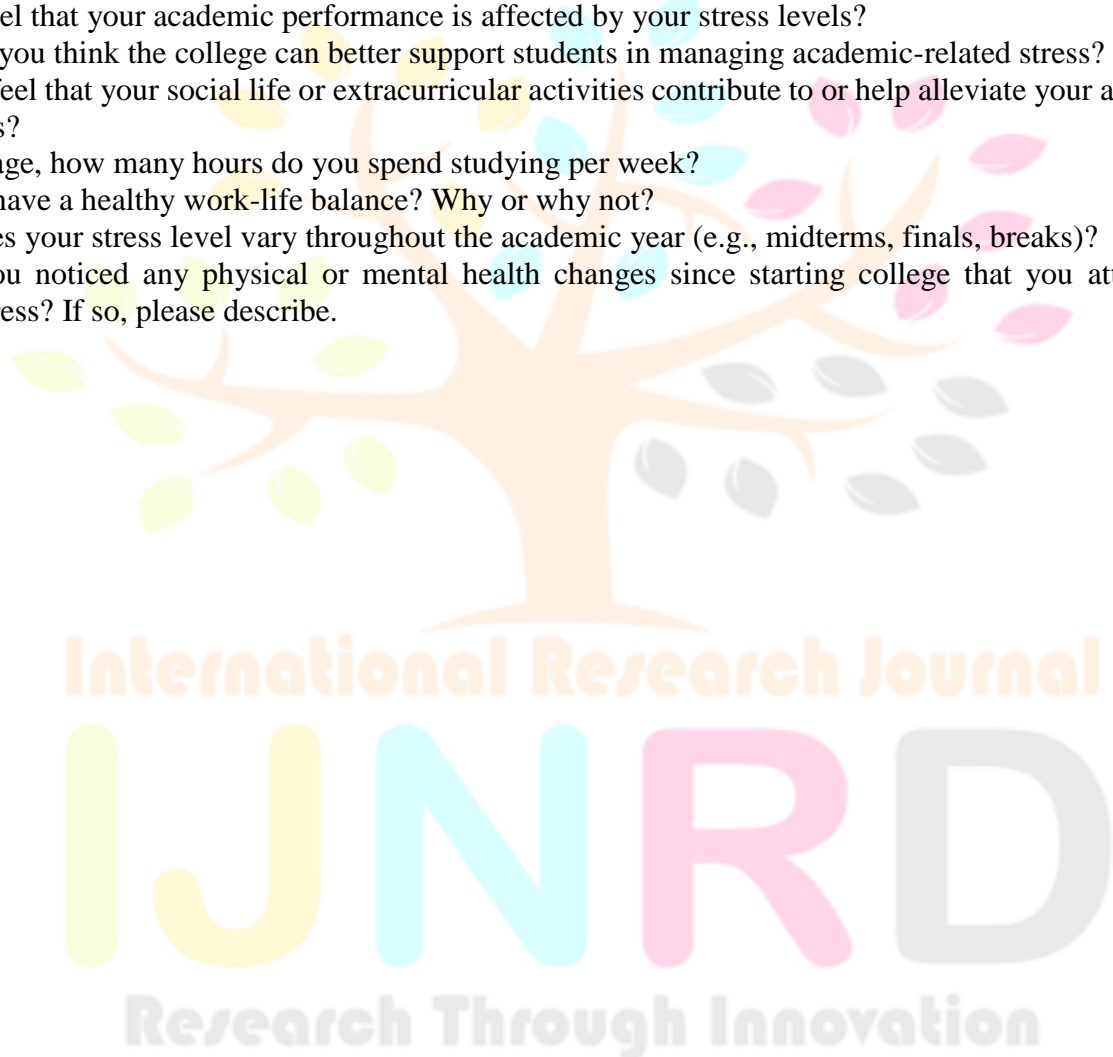 el that your academic performance is affected by your stress levels?
you think the college can better support students in managing academic-related stress?
feel that your social life or extracurricular activities contribute to or help alleviate your a
s?
age, how many hours do you spend studying per week?
have a healthy work-life balance? Why or why not?
es your stress level vary throughout the academic year (e.g., midterms, finals, breaks)?
ou noticed any physical or mental health changes since starting college that you att
ress? If so, please describe.
International Research Journal
IJNRD
Research Through Innovation